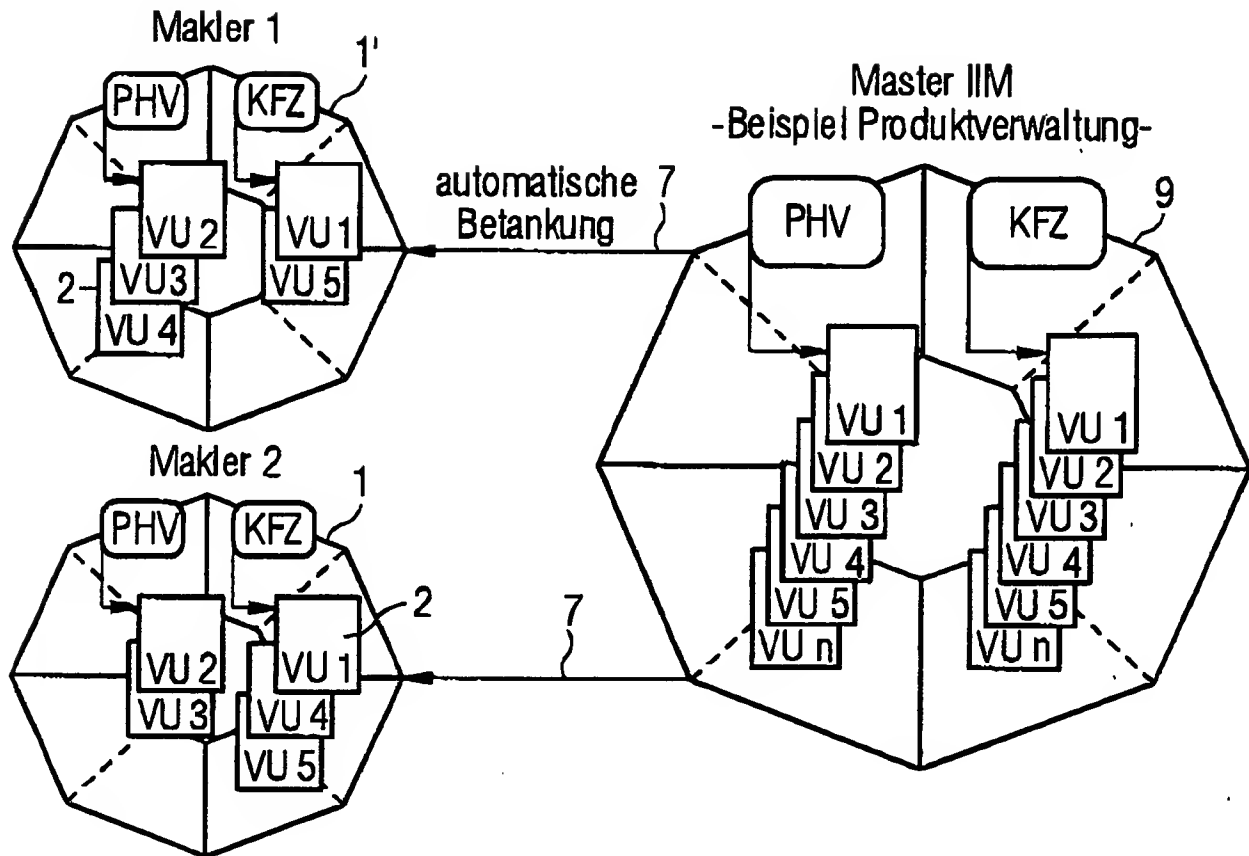 Makler 1
PHV
KFZ
1'
VU 2
VU 1
VU 3
VU 5
2
VU 4
automatische
Betankung
7
Master IIM
-Beispiel Produktverwaltung-
PHV
KFZ
9
VU 1
VU 1
VU 2
VU 2
VU 3
VU 3
VU 4
VU 4
VU 5
VU 5
VU n
VU n
Makler 2
PHV
KFZ
1
2
VU 2
VU 1
VU 3
VU 4
VU 5
7